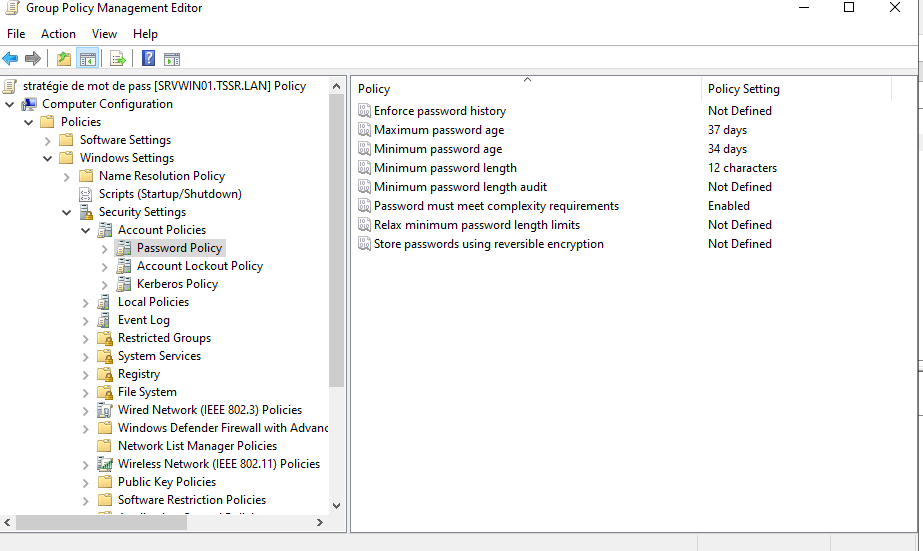 Group Policy Management Editor
File Action View Help
stratégie de mot de pass [SRVWIN01.TSSR.LAN] Policy
Computer Configuration
Policies
Software Settings
Windows Settings
Name Resolution Policy
Scripts (Startup/Shutdown)
Security Settings
Account Policies
Password Policy
Account Lockout Policy
Kerberos Policy
Local Policies
Event Log
Restricted Groups
System Services
Registry
File System
Wired Network (IEEE 802.3) Policies
Windows Defender Firewall with Advanc
Network List Manager Policies
Wireless Network (IEEE 802.11) Policies
Public Key Policies
Software Restriction Policies
Policy Policy Setting
Enforce password history Not Defined
Maximum password age 37 days
Minimum password age 34 days
Minimum password length 12 characters
Minimum password length audit Not Defined
Password must meet complexity requirements Enabled
Relax minimum password length limits Not Defined
Store passwords using reversible encryption Not Defined